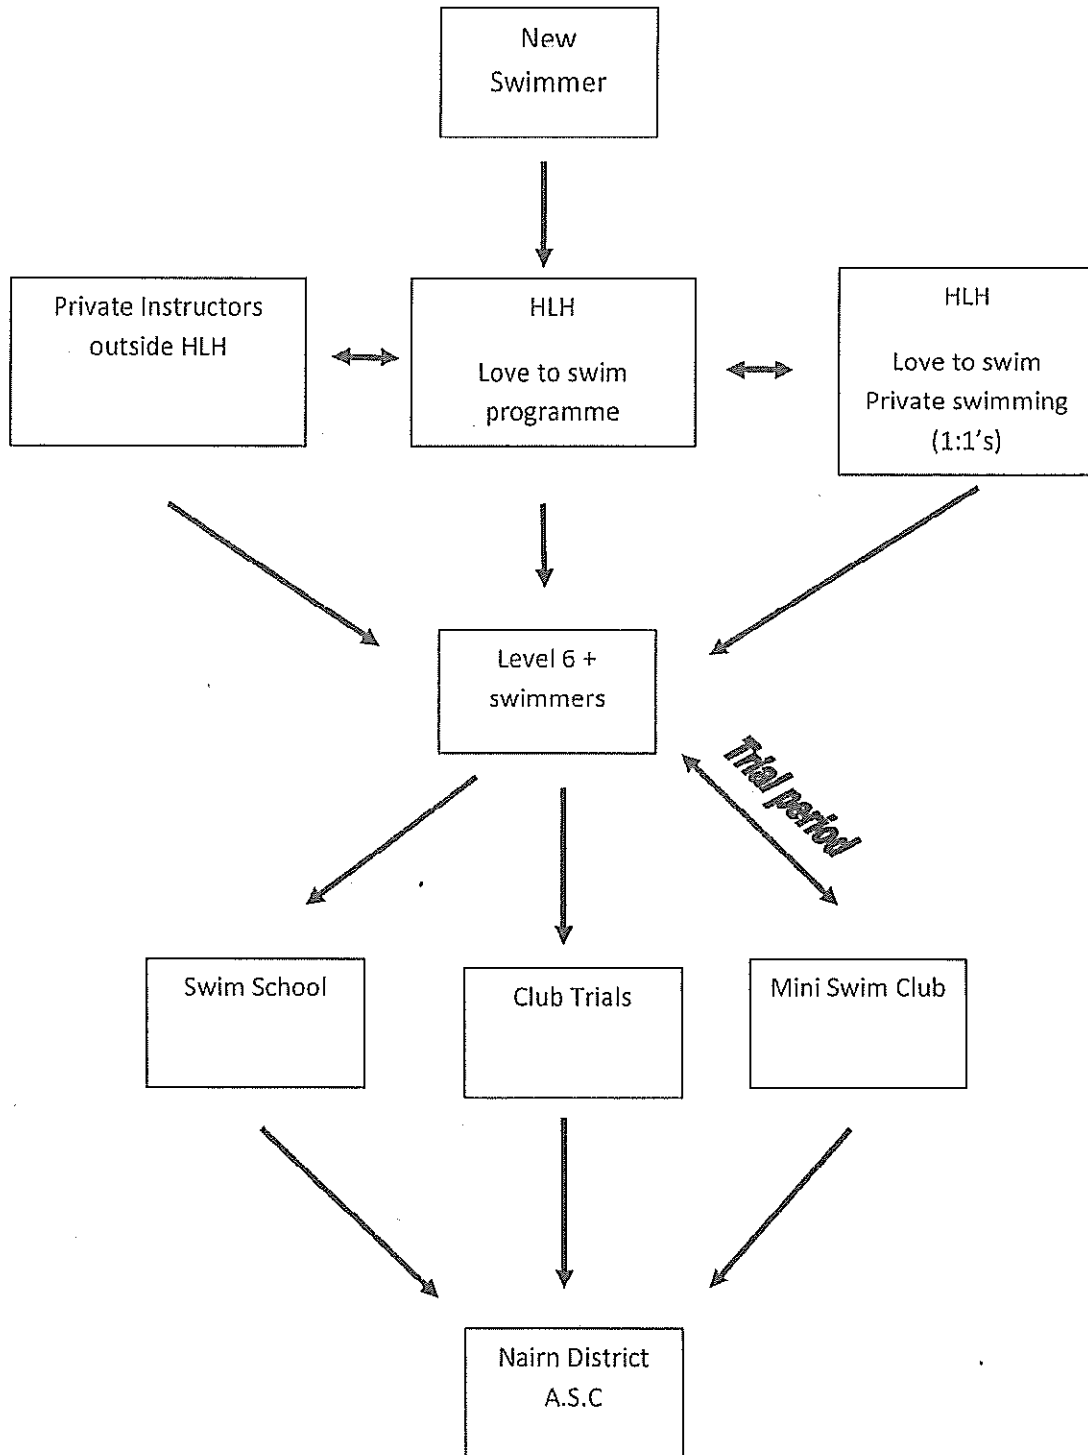 New
Swimmer
Private Instructors
outside HLH
HLH
Love to swim
programme
HLH
Love to swim
Private swimming
(1:1's)
Level 6 +
swimmers
Trial period
Swim School
Club Trials
Mini Swim Club
Nairn District
A.S.C